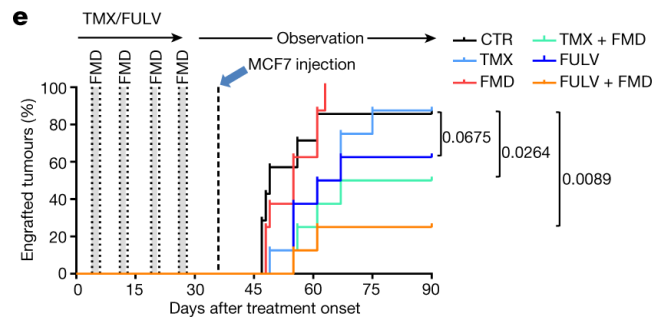 e
TMX/FULV
Observation
FMD FMD FMD FMD
MCF7 injection
CTR
TMX
FMD
TMX + FMD
FULV
FULV + FMD
Engrafted tumours (%)
100
80
60
40
20
0
0.0675
0.0264
0.0089
0 15 30 45 60 75 90
Days after treatment onset